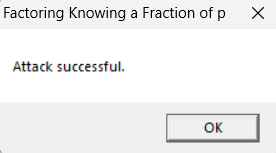 Factoring Knowing a Fraction of p
Attack successful.
OK